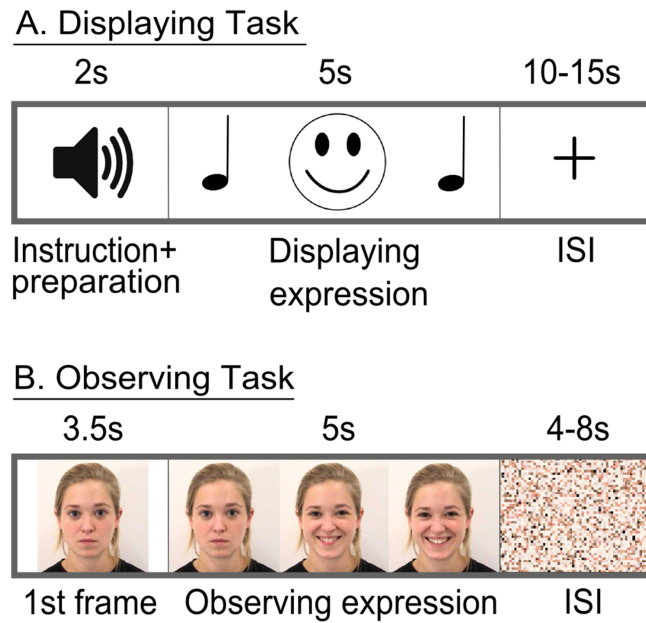 A. Displaying Task
2s 5s 10-15s
Instruction+ Displaying ISI
preparation expression
B. Observing Task
3.5s 5s 4-8s
1st frame Observing expression ISI